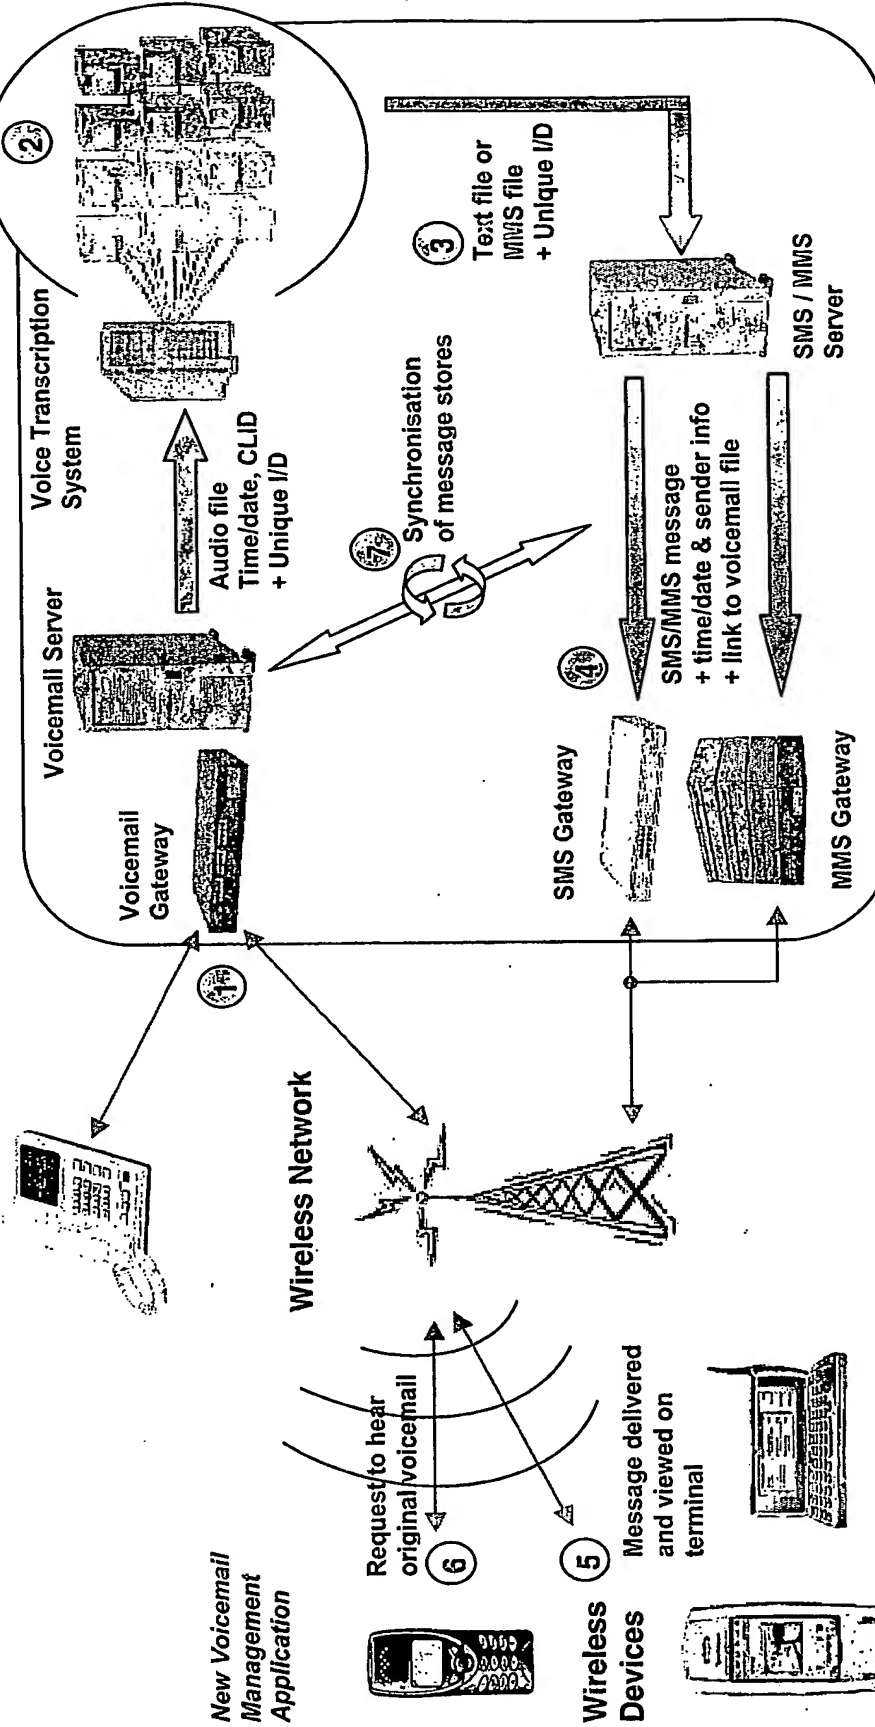 New Voicemail
Management
Application
Wireless
Devices
Request to hear
original voicemail
6
5
Message delivered
and viewed on
terminal
Wireless Network
1
Voicemail
Gateway
Voicemail Server
Audio file
Time/date, CLID
+ Unique I/D
Voice Transcription
System
2
3
Text file or
MMS file
+ Unique I/D
7
Synchronisation
of message stores
4
SMS/MMS message
+ time/date & sender info
+ link to voicemail file
SMS / MMS
Server
SMS Gateway
MMS Gateway